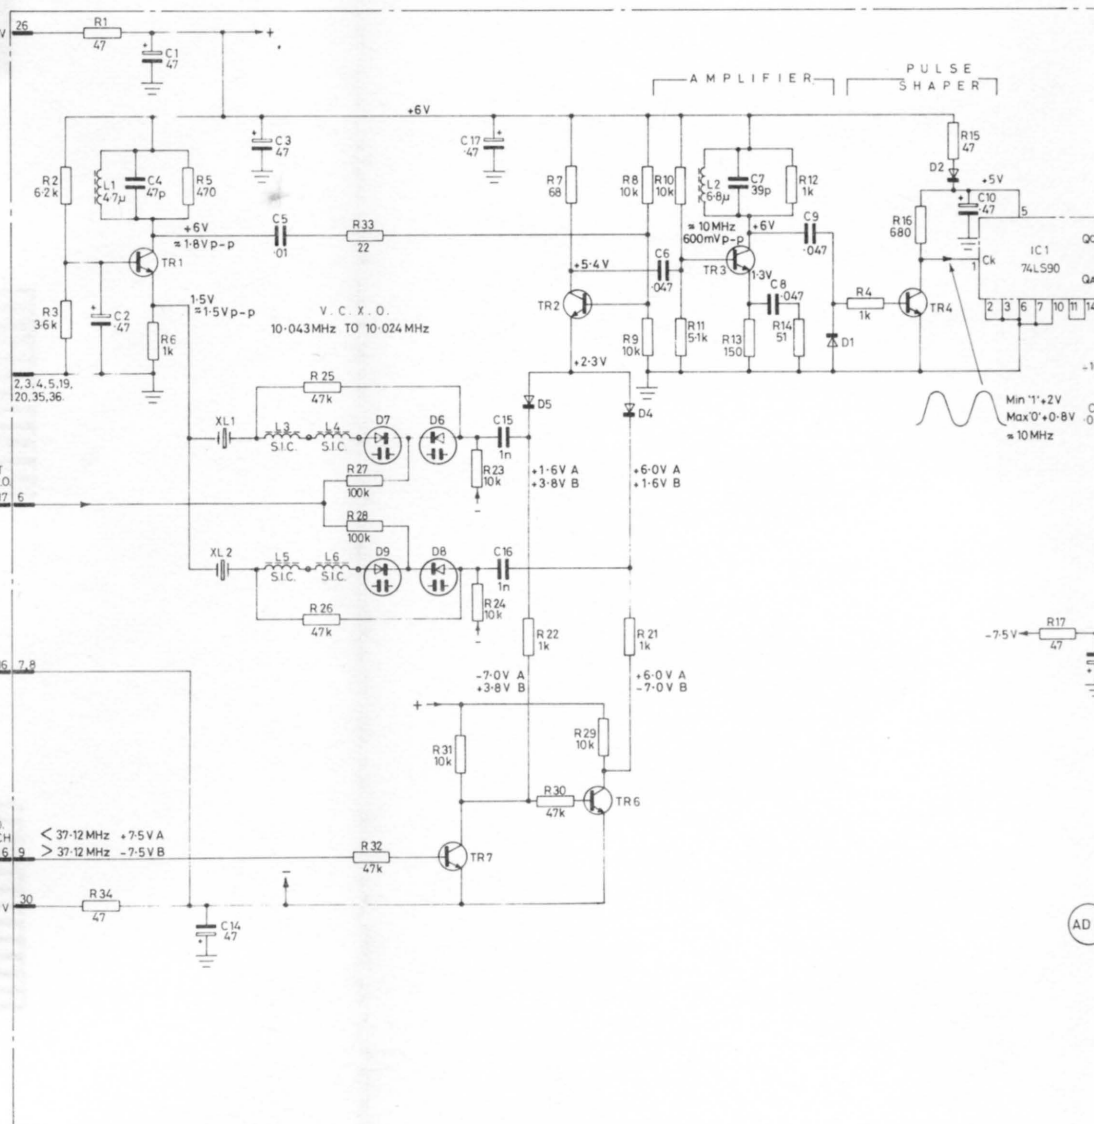 V 26
R1
47
+
C1
47
AMPLIFIER
PULSE
SHAPER
+6V
C3
47
C17
·47
R15
47
D2
+5V
R2
6·2k
L1
4·7µ
C4
47p
R5
470
R7
68
R8
10k
R10
10k
L2
6·8µ
C7
39p
R12
1k
C10
·47
R16
680
5
+6V
≈1·8V p-p
C5
·01
R33
22
≈10MHz
600mV p-p
+6V
C9
·047
IC1
74LS90
Ck
1
TR1
+5·4V
C6
·047
TR3
1·3V
C8
·047
R4
1k
TR4
2 3 6 7 10 11 14
1·5V
≈1·5V p-p
V.C.X.O.
10·043MHz TO 10·024MHz
TR2
R3
3·6k
C2
·47
R6
1k
R9
10k
R11
5·1k
R13
150
R14
51
D1
+2·3V
2,3,4,5,19,
20,35,36.
R25
47k
D5
D4
Min '1'+2V
Max'0'+0·8V
≈10MHz
XL1
L3
S.I.C.
L4
S.I.C.
D7
D6
C15
1n
R23
10k
-
+1·6V A
+3·8V B
+6·0V A
+1·6V B
R27
100k
17 6
R28
100k
XL2
L5
S.I.C.
L6
S.I.C.
D9
D8
C16
1n
R24
10k
-
R26
47k
R22
1k
R21
1k
-7·5V
R17
47
16 7,8
-7·0V A
+3·8V B
+6·0V A
-7·0V B
+
R31
10k
R29
10k
R30
47k
TR6
CH
6 9
< 37·12MHz +7·5V A
> 37·12MHz -7·5V B
R32
47k
TR7
V 30
R34
47
-
C14
47
AD